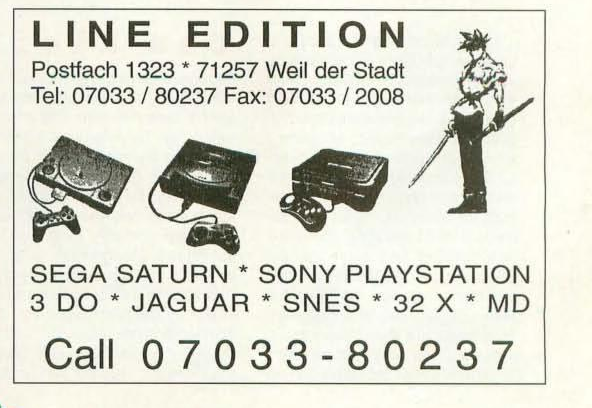 LINE EDITION
Postfach 1323 * 71257 Weil der Stadt
Tel: 07033 / 80237 Fax: 07033 / 2008
SEGA SATURN * SONY PLAYSTATION
3 DO * JAGUAR * SNES * 32 X * MD
Call 07033-80237